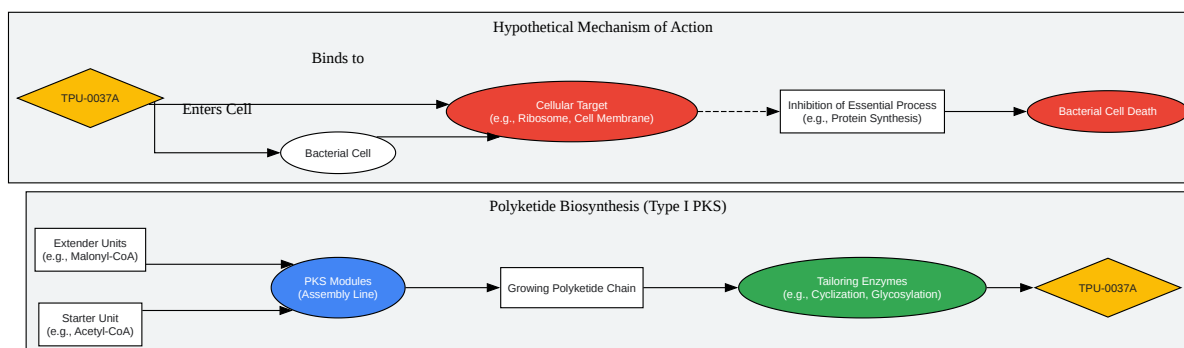 Hypothetical Mechanism of Action
Binds to
TPU-0037A
Enters Cell
Cellular Target
(e.g., Ribosome, Cell Membrane)
Inhibition of Essential Process
(e.g., Protein Synthesis)
Bacterial Cell Death
Bacterial Cell
Polyketide Biosynthesis (Type I PKS)
Extender Units
(e.g., Malonyl-CoA)
PKS Modules
(Assembly Line)
Growing Polyketide Chain
Tailoring Enzymes
(e.g., Cyclization, Glycosylation)
TPU-0037A
Starter Unit
(e.g., Acetyl-CoA)